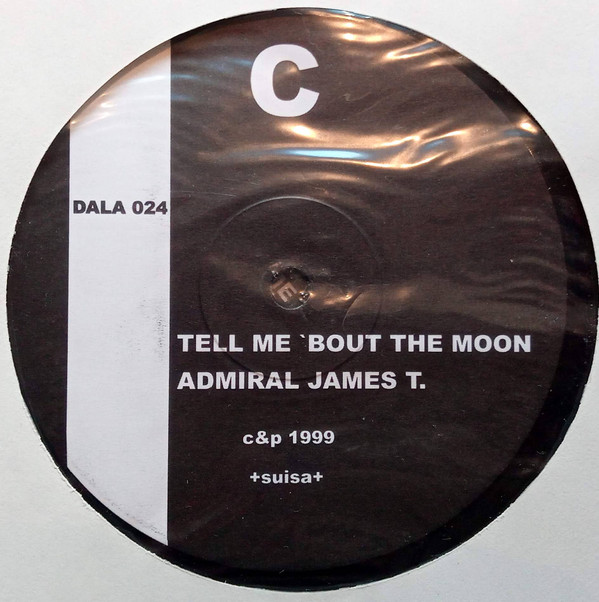 C
DALA 024
TELL ME `BOUT THE MOON
ADMIRAL JAMES T.
c&p 1999
+suisa+